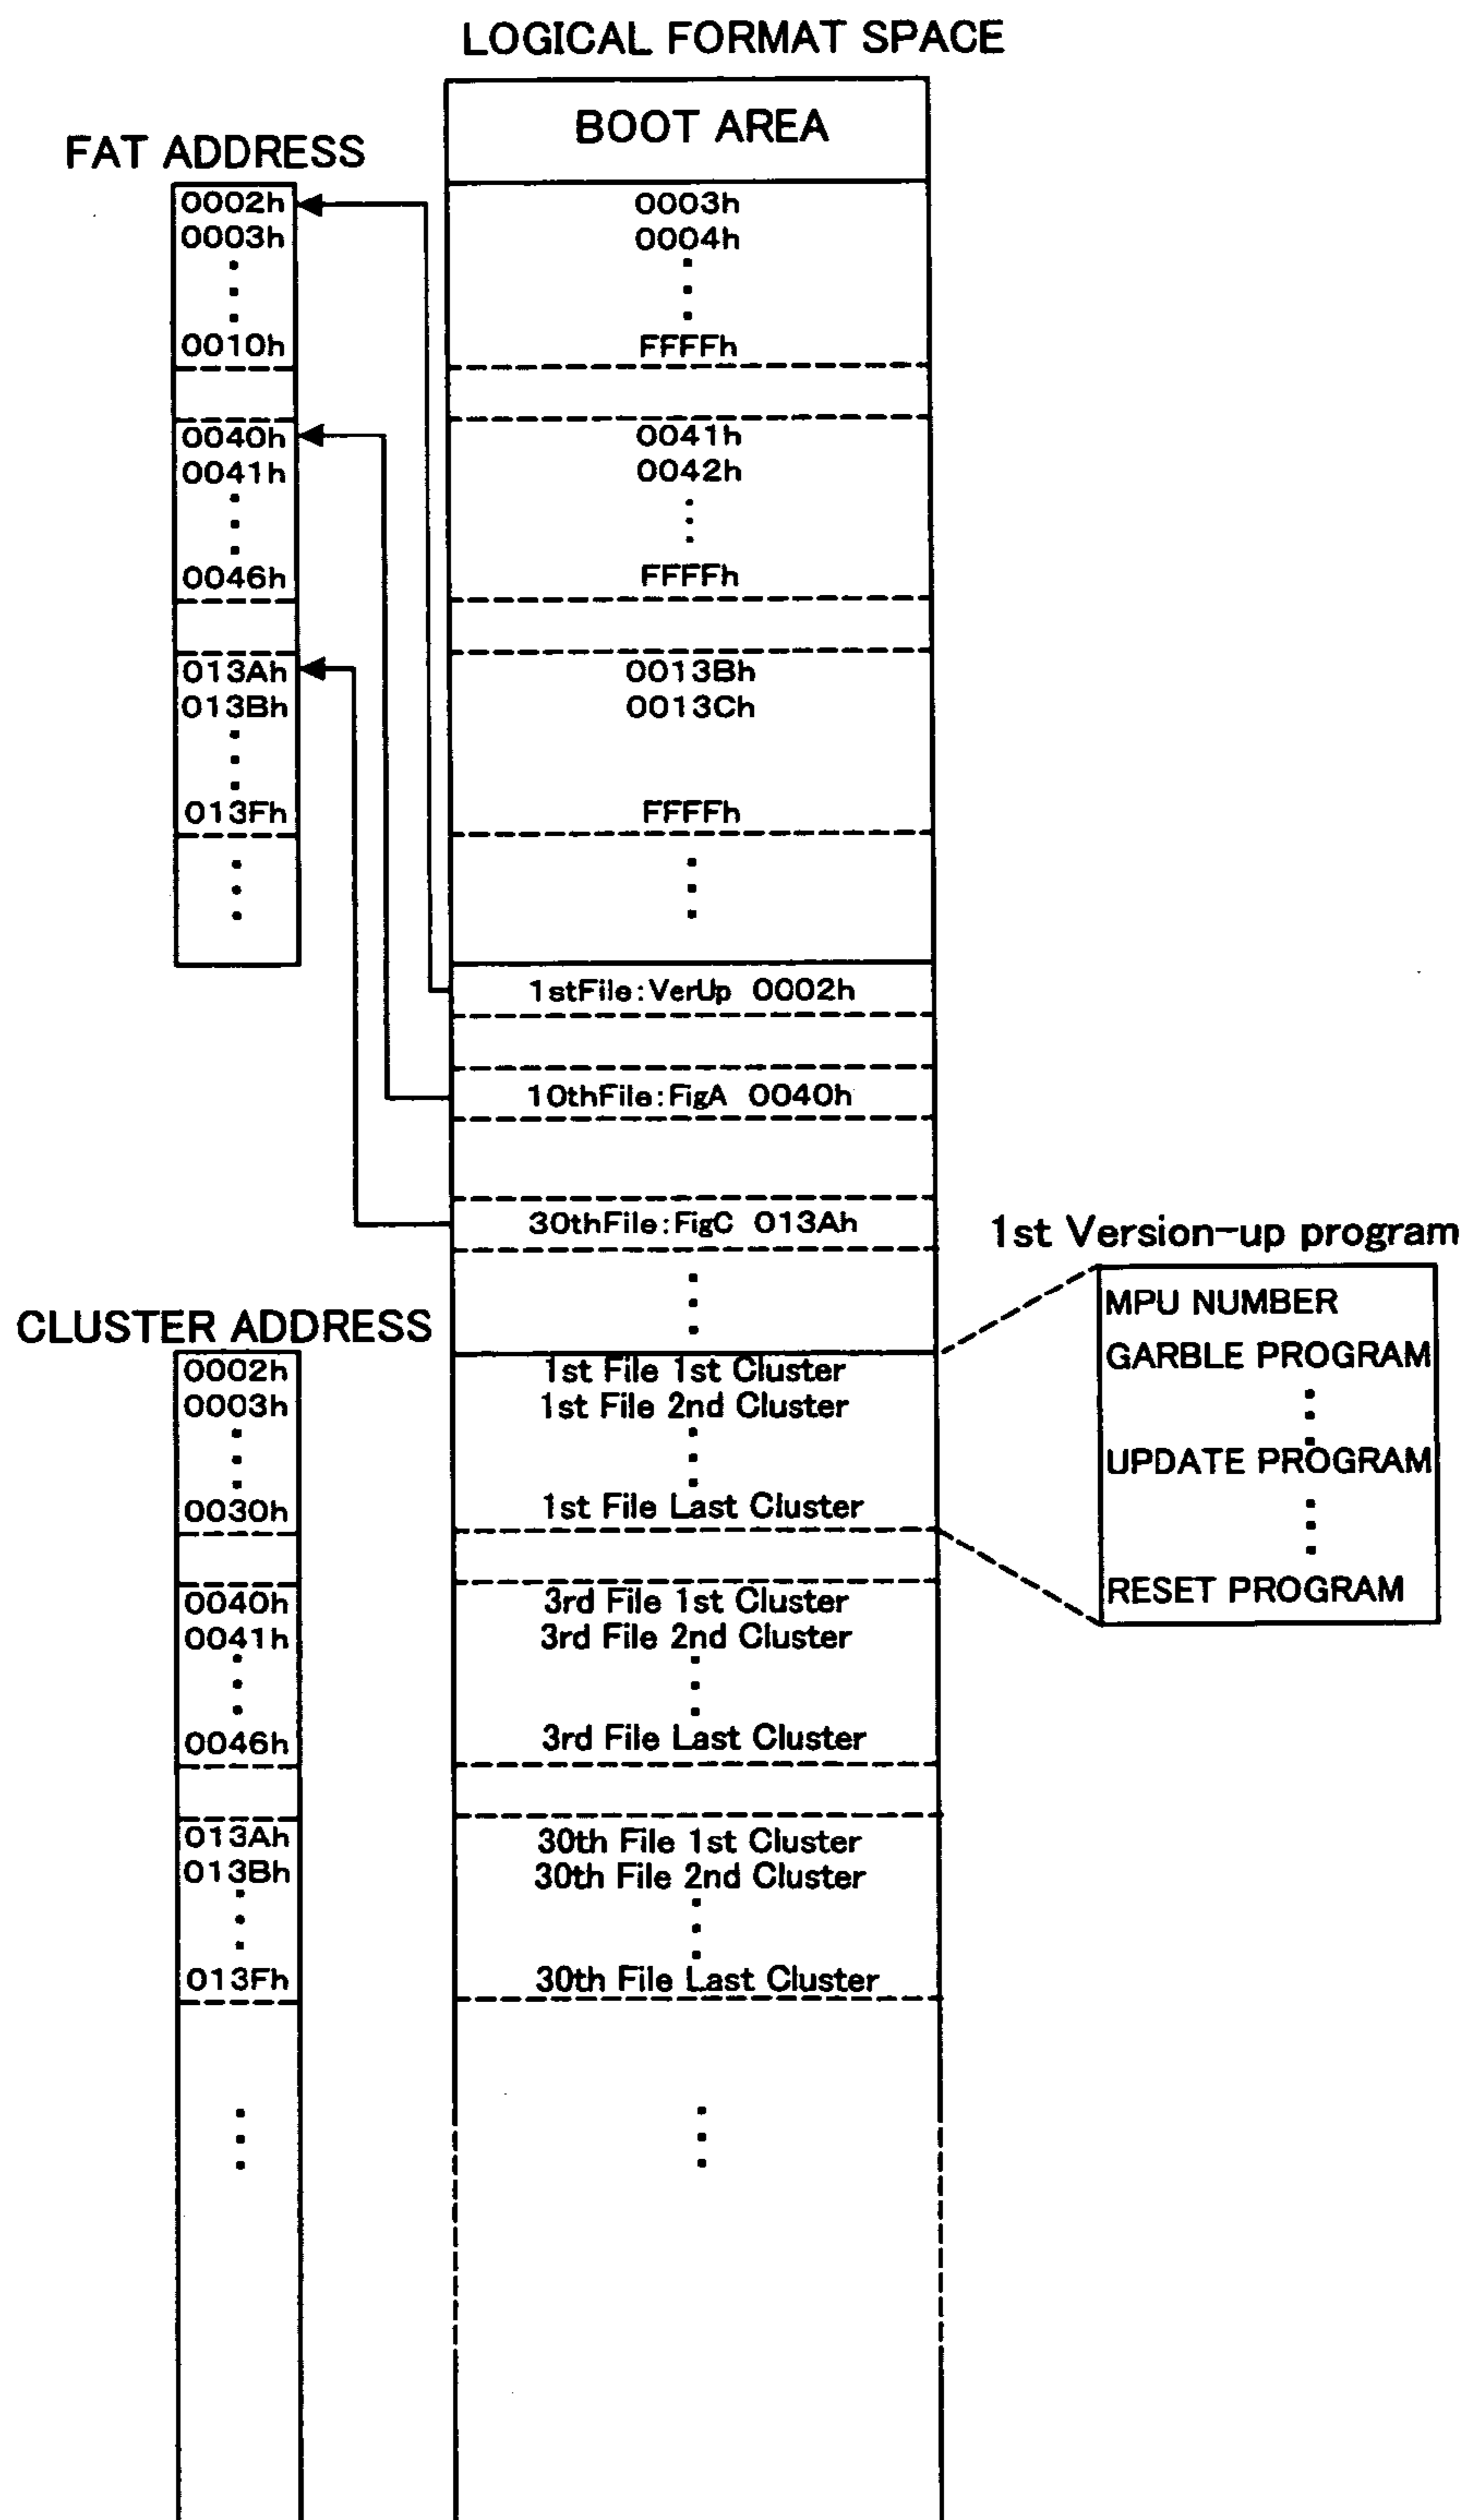 LOGICAL FORMAT SPACE
BOOT AREA
FAT ADDRESS
0002h
0003h
0010h
0040h
0041h
0046h
013Ah
013Bh
013Fh
0003h
0004h
FFFFh
0041h
0042h
FFFFh
0013Bh
0013Ch
FFFFh
1stFile:VerUp 0002h
10thFile:FigA 0040h
30thFile:FigC 013Ah
1st Version-up program
MPU NUMBER
GARBLE PROGRAM
UPDATE PROGRAM
RESET PROGRAM
CLUSTER ADDRESS
0002h
0003h
0030h
0040h
0041h
0046h
013Ah
013Bh
013Fh
1st File 1st Cluster
1st File 2nd Cluster
1st File Last Cluster
3rd File 1st Cluster
3rd File 2nd Cluster
3rd File Last Cluster
30th File 1st Cluster
30th File 2nd Cluster
30th File Last Cluster